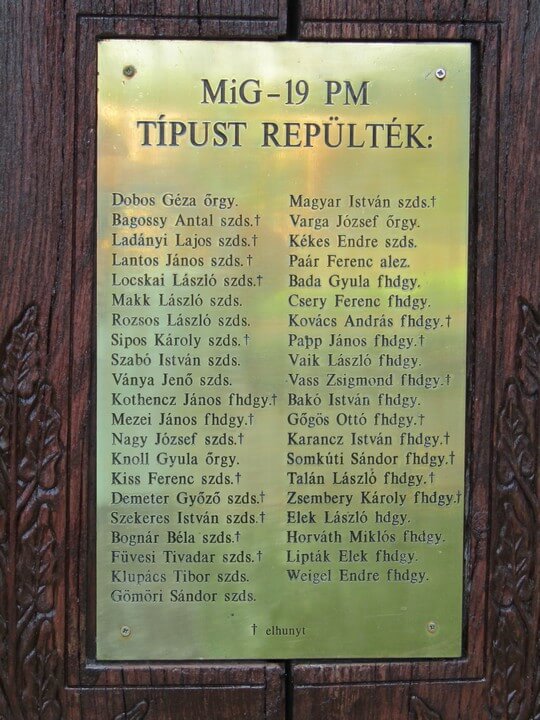 MiG-19 PM
TÍPUST REPÜLTÉK:
Dobos Géza őrgy.
Bagossy Antal szds.†
Ladányi Lajos szds.†
Lantos János szds.†
Locskai László szds.†
Makk László szds.
Rozsos László szds.
Sipos Károly szds.†
Szabó István szds.
Ványa Jenő szds.
Kothencz János fhdgy.†
Mezei János fhdgy.†
Nagy József szds.†
Knoll Gyula őrgy.
Kiss Ferenc szds.†
Demeter Győző szds.†
Szekeres István szds.†
Bognár Béla szds.†
Füvesi Tivadar szds.†
Klupács Tibor szds.
Gömöri Sándor szds.
Magyar István szds.†
Varga József őrgy.
Kékes Endre szds.
Paár Ferenc alez.
Bada Gyula fhdgy.
Csery Ferenc fhdgy.
Kovács András fhdgy.†
Papp János fhdgy.†
Vaik László fhdgy.
Vass Zsigmond fhdgy.†
Bakó István fhdgy.
Gőgös Ottó fhdgy.†
Karancz István fhdgy.†
Somkúti Sándor fhdgy.†
Talán László fhdgy.†
Zsembery Károly fhdgy.†
Elek László hdgy.
Horváth Miklós fhdgy.
Lipták Elek fhdgy.
Weigel Endre fhdgy.
† elhunyt